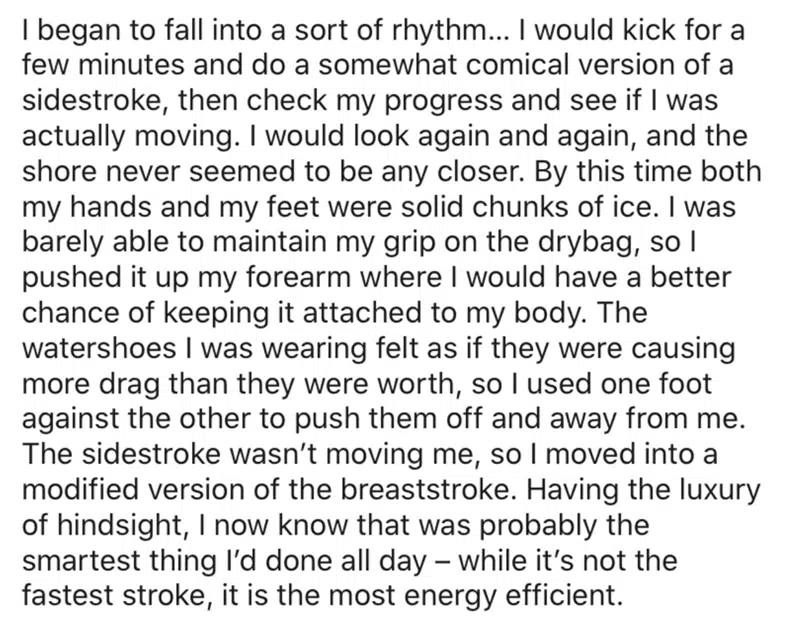 I began to fall into a sort of rhythm... I would kick for a
few minutes and do a somewhat comical version of a
sidestroke, then check my progress and see if I was
actually moving. I would look again and again, and the
shore never seemed to be any closer. By this time both
my hands and my feet were solid chunks of ice. I was
barely able to maintain my grip on the drybag, so I
pushed it up my forearm where I would have a better
chance of keeping it attached to my body. The
watershoes I was wearing felt as if they were causing
more drag than they were worth, so I used one foot
against the other to push them off and away from me.
The sidestroke wasn’t moving me, so I moved into a
modified version of the breaststroke. Having the luxury
of hindsight, I now know that was probably the
smartest thing I’d done all day – while it’s not the
fastest stroke, it is the most energy efficient.